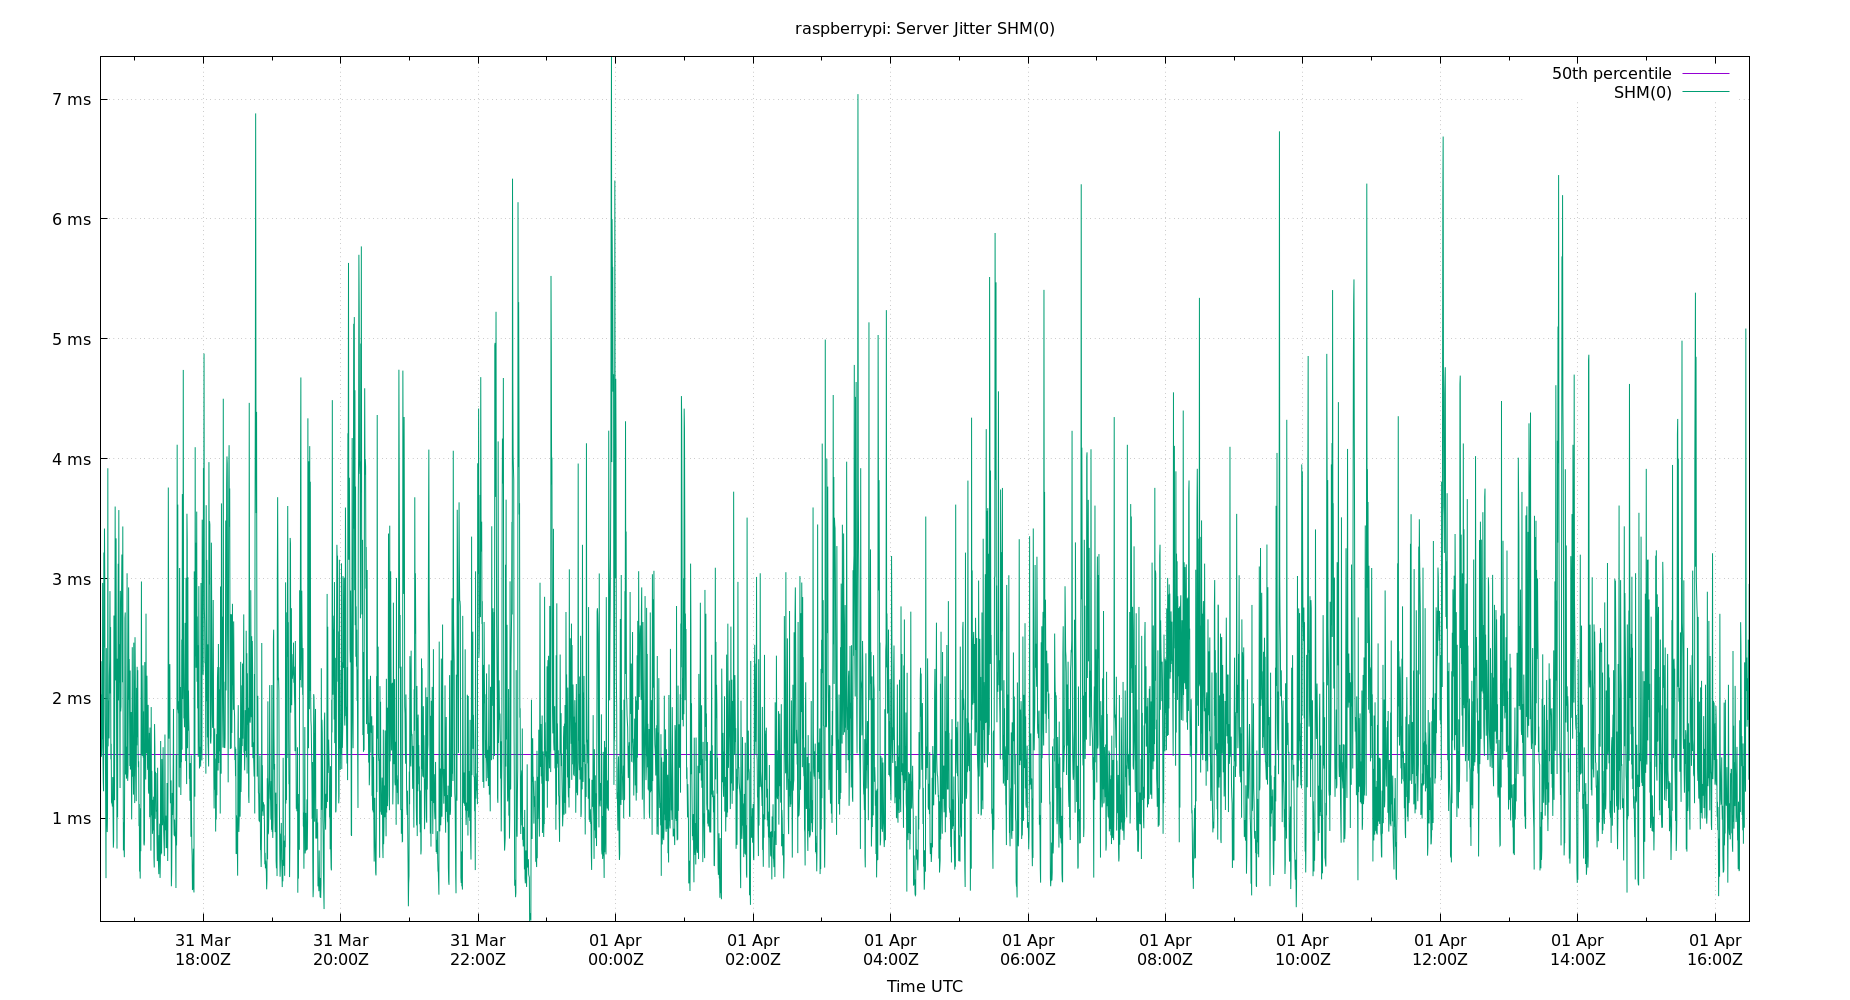 raspberrypi: Server Jitter SHM(0)
50th percentile
SHM(0)
7 ms
6 ms
5 ms
4 ms
3 ms
2 ms
1 ms
31 Mar 31 Mar 31 Mar 01 Apr 01 Apr 01 Apr 01 Apr 01 Apr 01 Apr 01 Apr 01 Apr 01 Apr
18:00Z 20:00Z 22:00Z 00:00Z 02:00Z 04:00Z 06:00Z 08:00Z 10:00Z 12:00Z 14:00Z 16:00Z
Time UTC